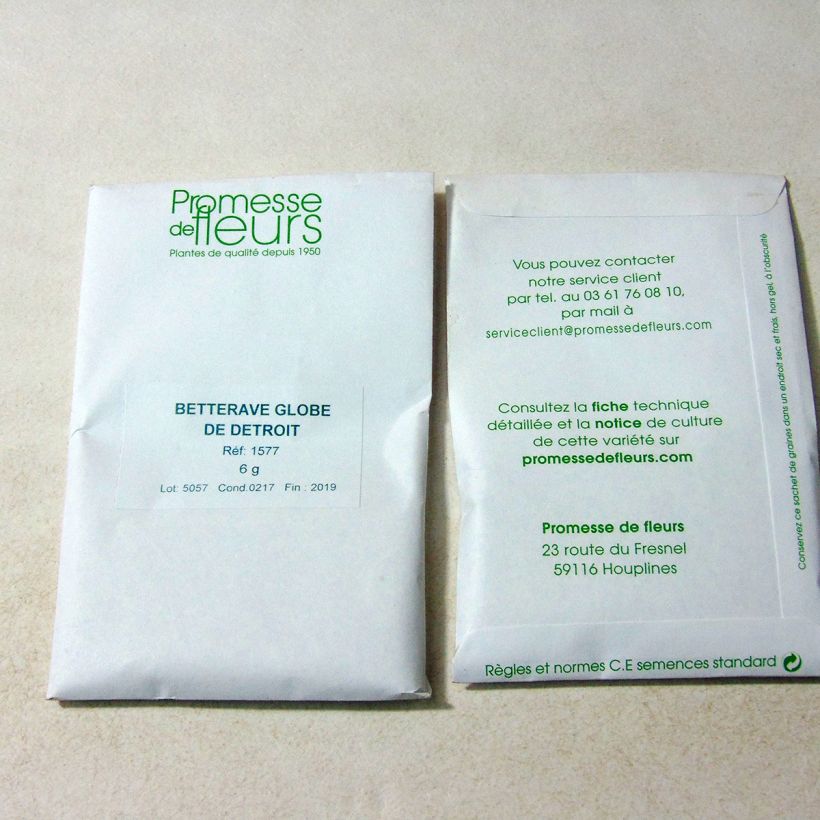 Promesse
de fleurs
Plantes de qualité depuis 1950
BETTERAVE GLOBE
DE DETROIT
Réf: 1577
6 g
Lot: 5057 Cond.0217 Fin : 2019
Vous pouvez contacter
notre service client
par tel. au 03 61 76 08 10,
par mail à
serviceclient@promessedefleurs.com
Consultez la fiche technique
détaillée et la notice de culture
de cette variété sur
promessedefleurs.com
Promesse de fleurs
23 route du Fresnel
59116 Houplines
Règles et normes C.E semences standard
Conservez ce sachet de graines dans un endroit sec et frais, hors gel, à l'obscurité